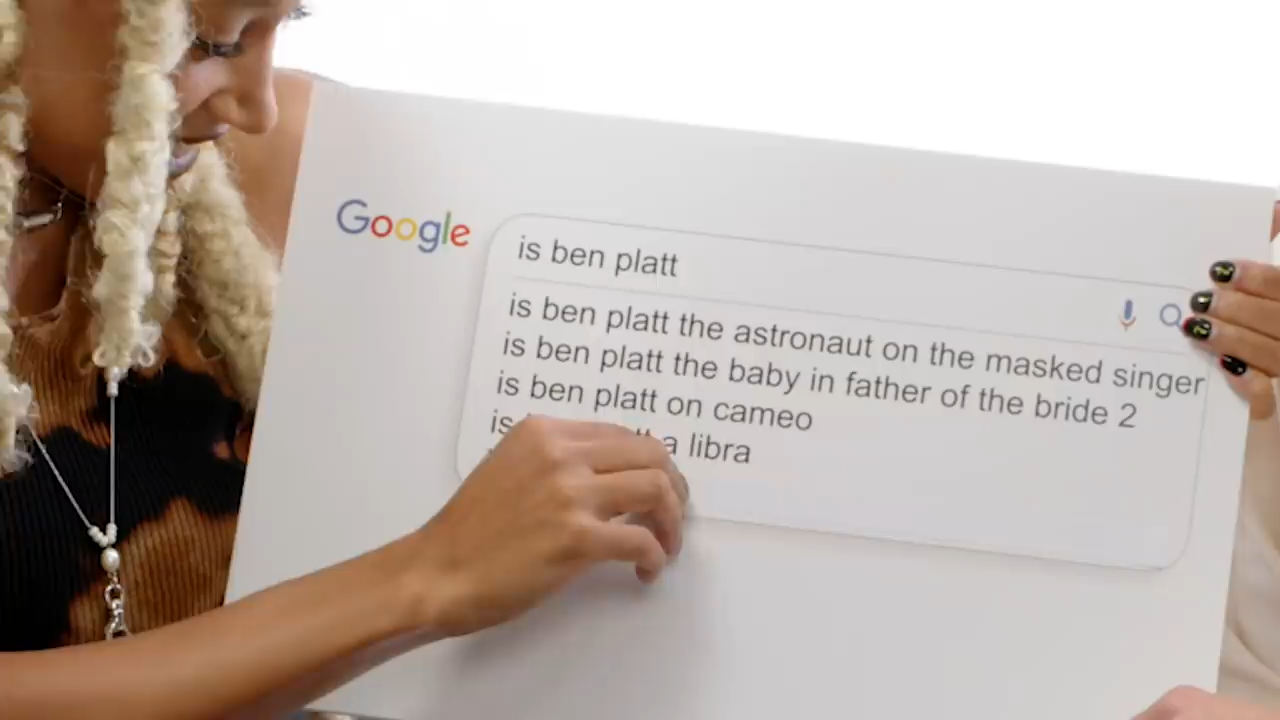 Google
is ben platt
is ben platt the astronaut on the masked singer
is ben platt the baby in father of the bride 2
is ben platt on cameo
is a libra